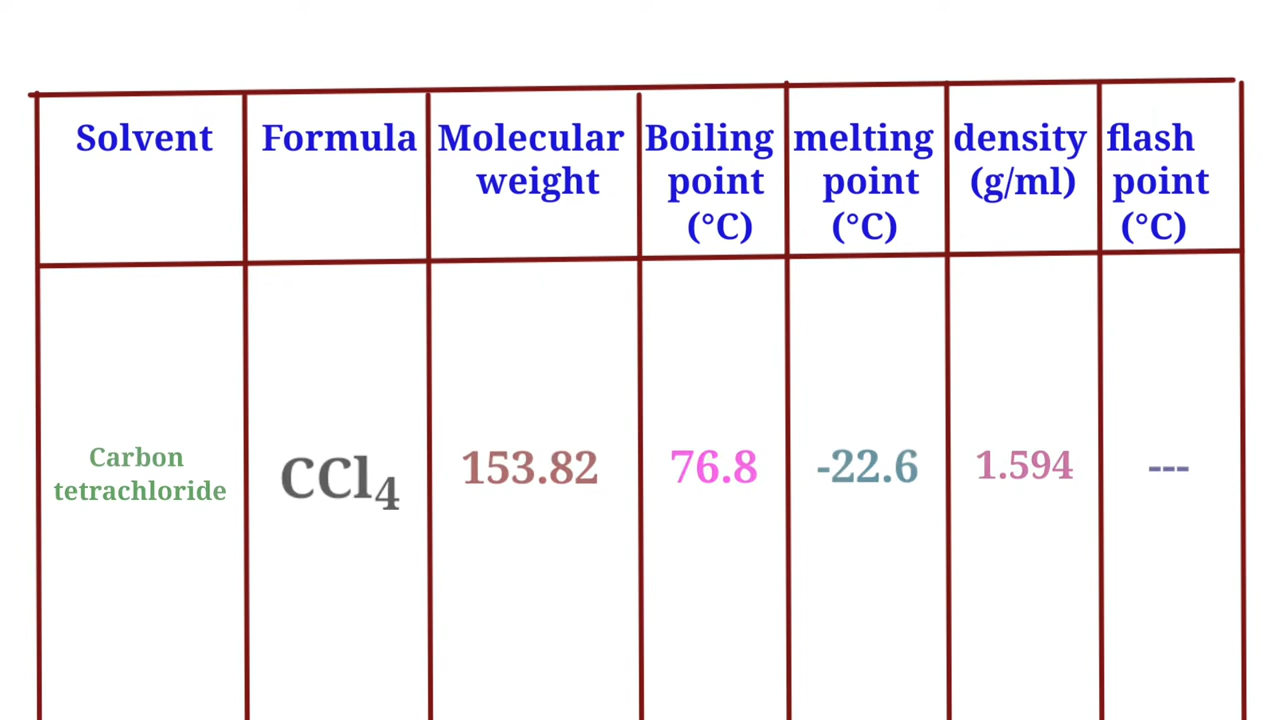 Solvent
Formula
Molecular
weight
Boiling
point
(°C)
melting
point
(°C)
density
(g/ml)
flash
point
(°C)
Carbon
tetrachloride
CCl₄
153.82
76.8
-22.6
1.594
---